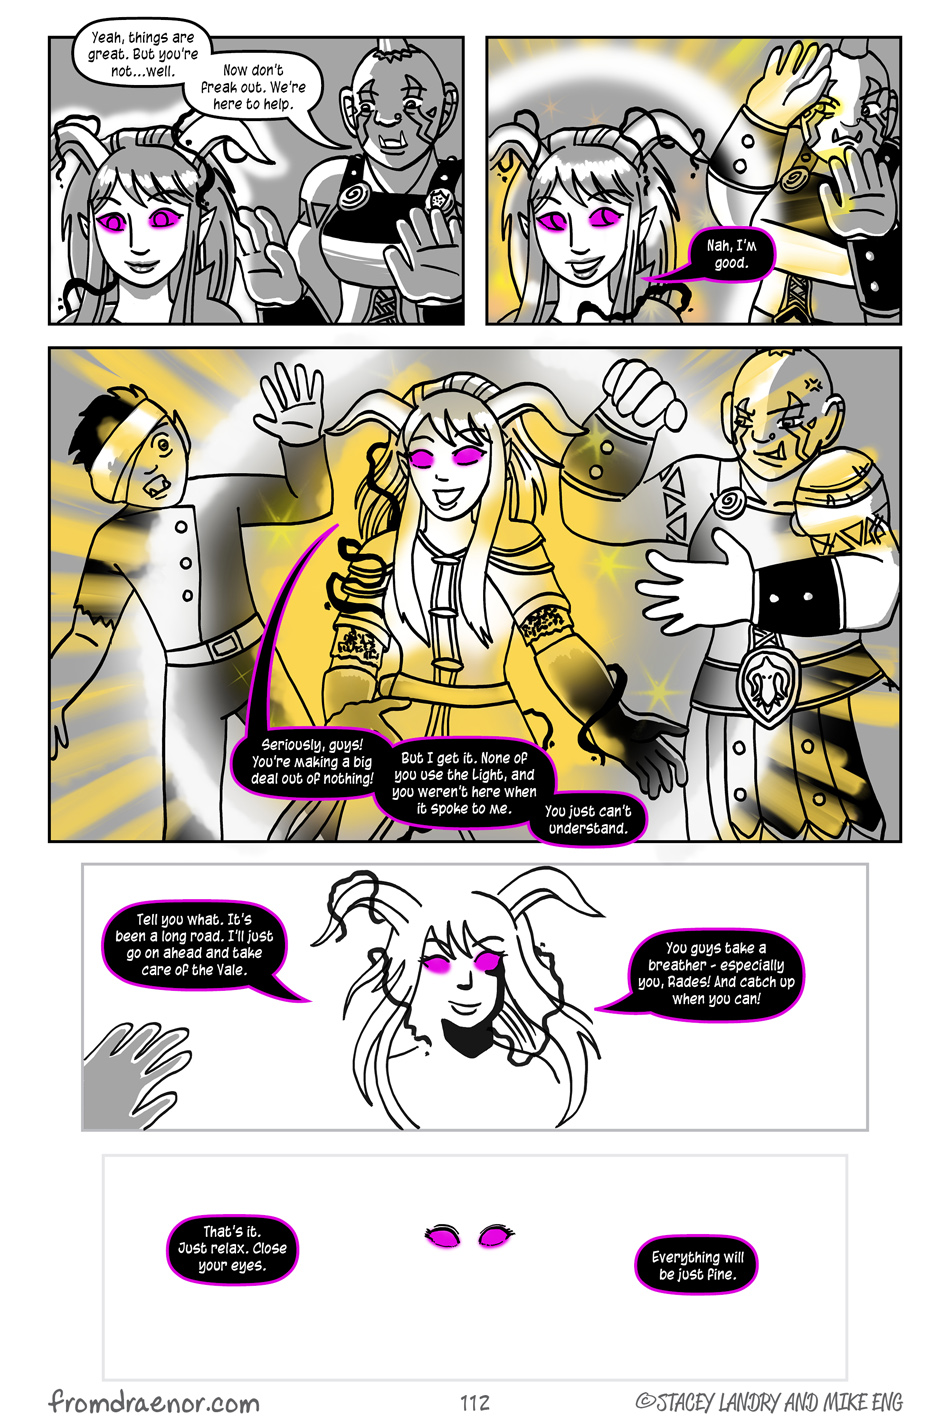 Yeah, things are
great. But you're
not...well.
Now don't
freak out. We're
here to help.
Nah, I'm
good.
Seriously, guys!
You're making a big
deal out of nothing!
But I get it. None of
you use the Light, and
you weren't here when
it spoke to me.
You just can't
understand.
Tell you what. It's
been a long road. I'll just
go on ahead and take
care of the Vale.
You guys take a
breather - especially
you, Rades! And catch up
when you can!
That's it.
Just relax. Close
your eyes.
Everything will
be just fine.
fromdraenor.com
112
©STACEY LANDRY AND MIKE ENG